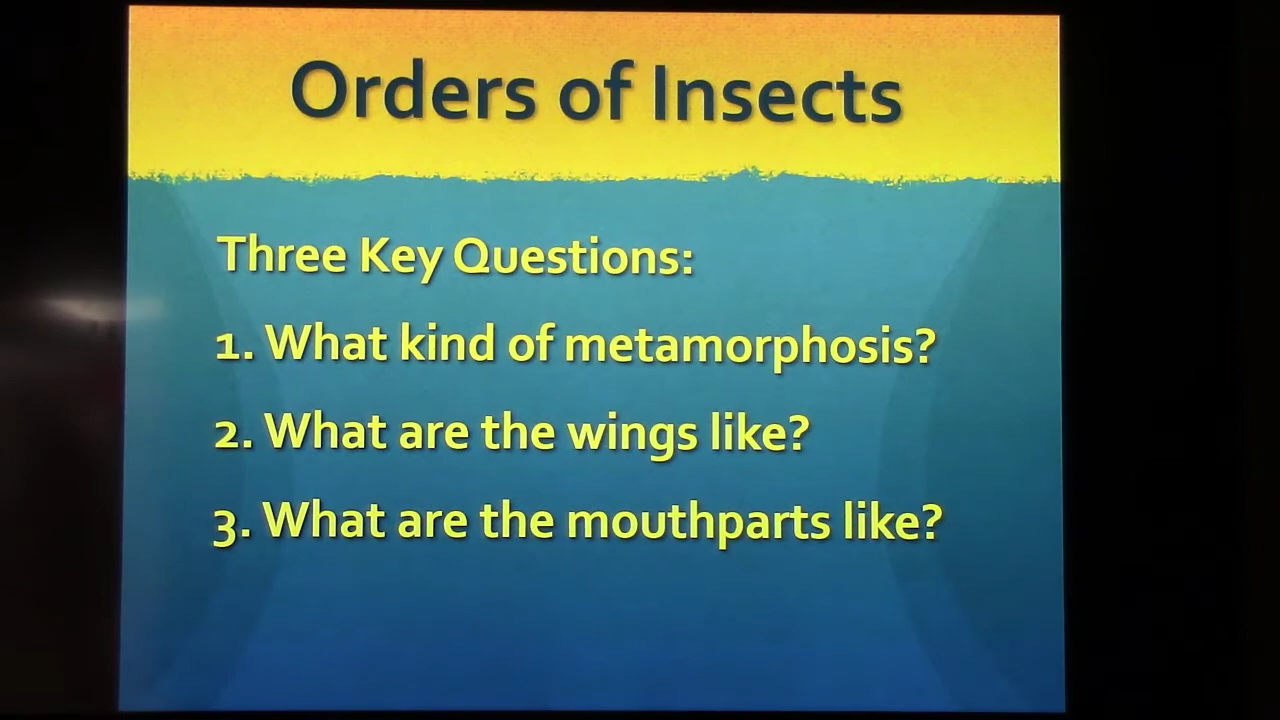 Orders of Insects
Three Key Questions:
1. What kind of metamorphosis?
2. What are the wings like?
3. What are the mouthparts like?